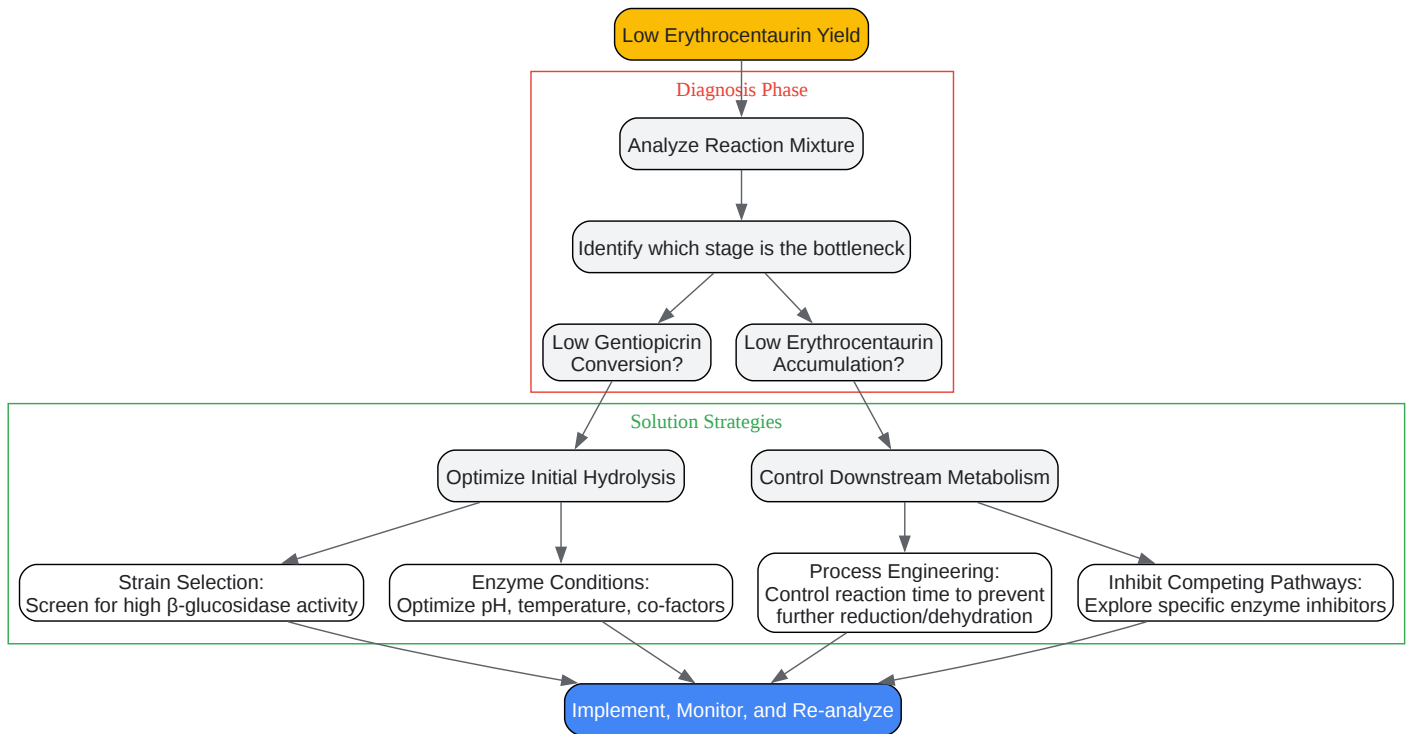 Low Erythrocentaurin Yield
Diagnosis Phase
Analyze Reaction Mixture
Identify which stage is the bottleneck
Low Gentiopicrin
Conversion?
Low Erythrocentaurin
Accumulation?
Solution Strategies
Optimize Initial Hydrolysis
Control Downstream Metabolism
Strain Selection:
Screen for high β-glucosidase activity
Enzyme Conditions:
Optimize pH, temperature, co-factors
Process Engineering:
Control reaction time to prevent
further reduction/dehydration
Inhibit Competing Pathways:
Explore specific enzyme inhibitors
Implement, Monitor, and Re-analyze